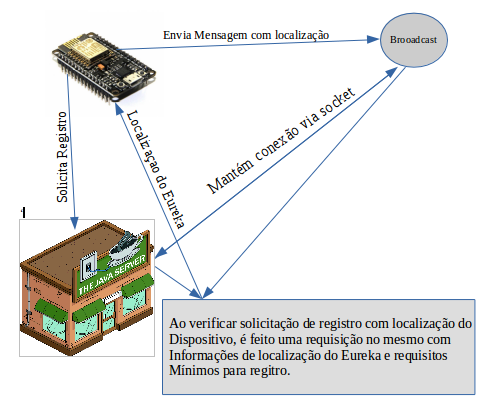 Envia Mensagem com localização
Brooadcast
Solicita Registro
Localizaçao do Eureka
Mantém conexão via socket
THE JAVA SERVER
Ao verificar solicitação de registro com localização do
Dispositivo, é feito uma requisição no mesmo com
Informações de localização do Eureka e requisitos
Mínimos para regitro.